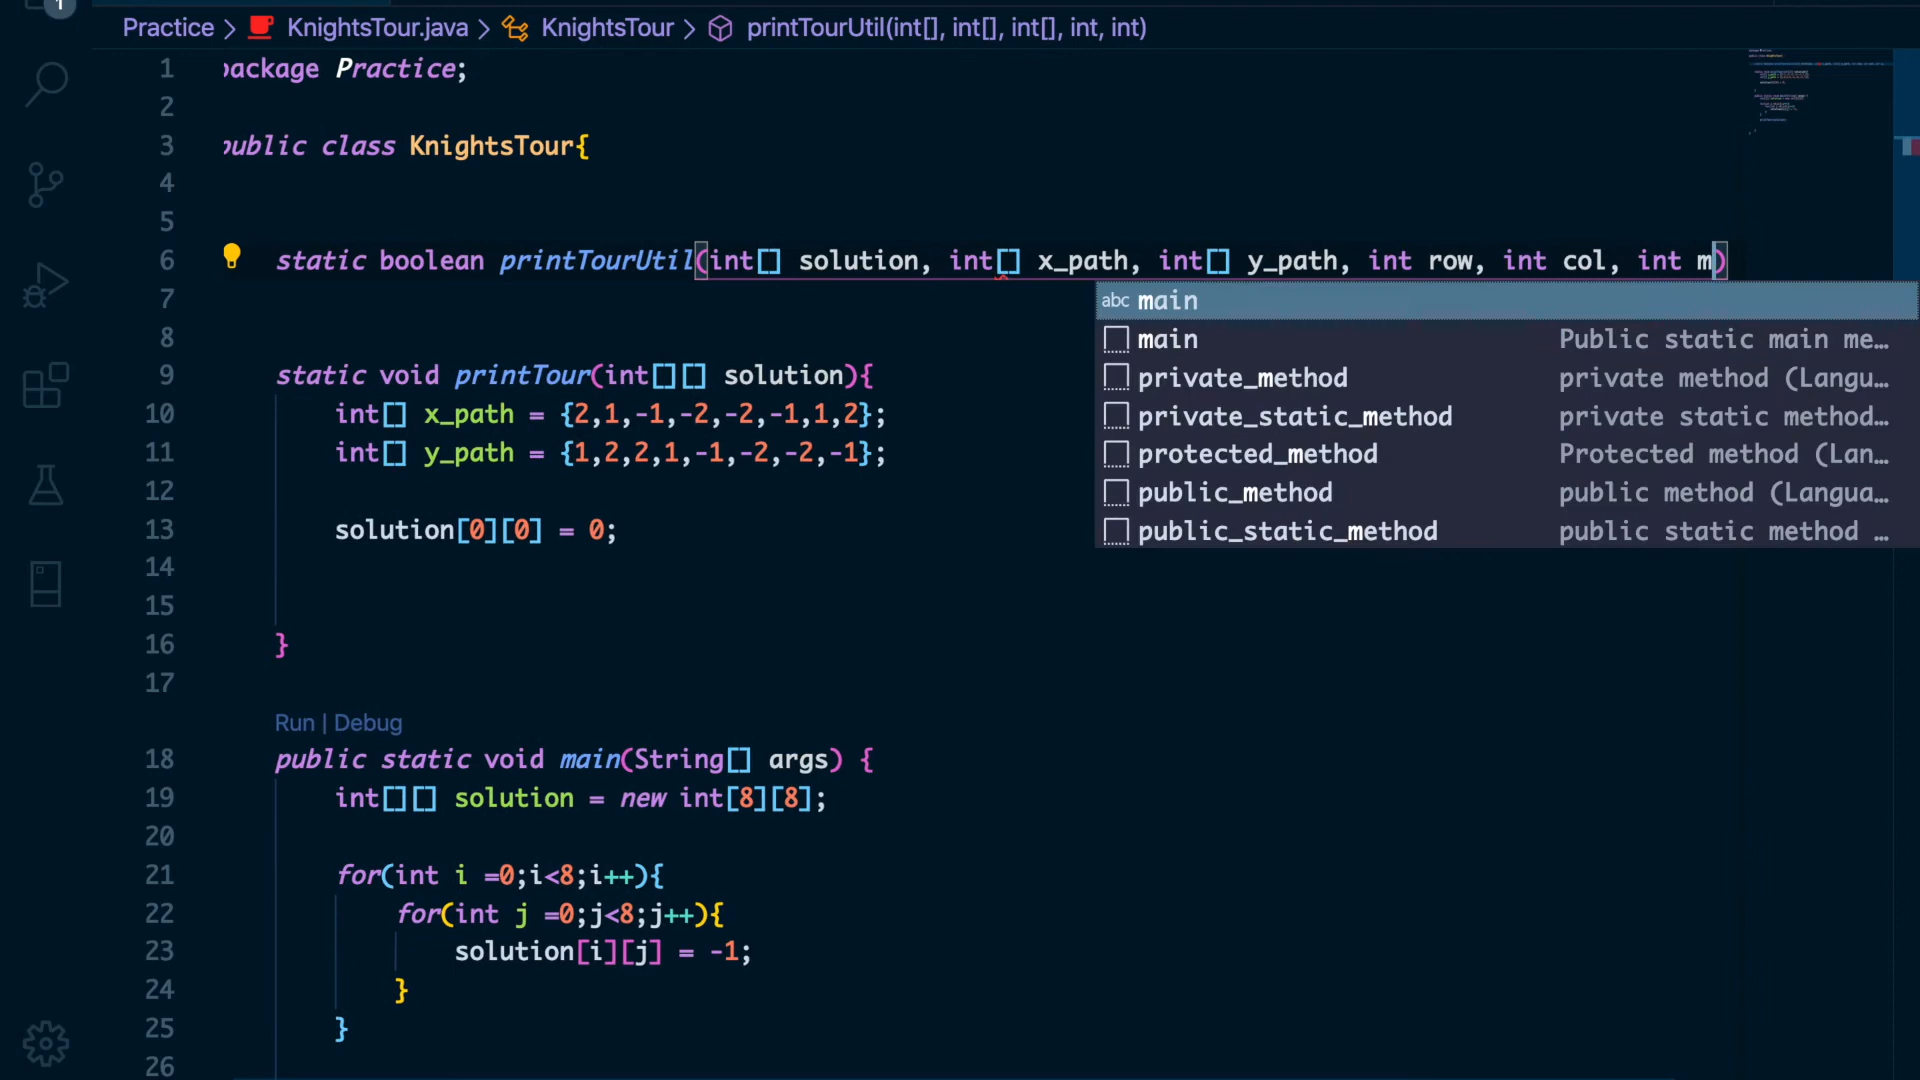 1
Practice > KnightsTour.java > KnightsTour > printTourUtil(int[], int[], int[], int, int)
1 package Practice;
2
3 public class KnightsTour{
4
5
6 static boolean printTourUtil(int[] solution, int[] x_path, int[] y_path, int row, int col, int m)
7
abc main
main Public static main me…
private_method private method (Langu…
private_static_method private static method…
protected_method Protected method (Lan…
public_method public method (Langua…
public_static_method public static method …
8
9 static void printTour(int[][] solution){
10 int[] x_path = {2,1,-1,-2,-2,-1,1,2};
11 int[] y_path = {1,2,2,1,-1,-2,-2,-1};
12
13 solution[0][0] = 0;
14
15
16 }
17
Run | Debug
18 public static void main(String[] args) {
19 int[][] solution = new int[8][8];
20
21 for(int i =0;i<8;i++){
22 for(int j =0;j<8;j++){
23 solution[i][j] = -1;
24 }
25 }
26